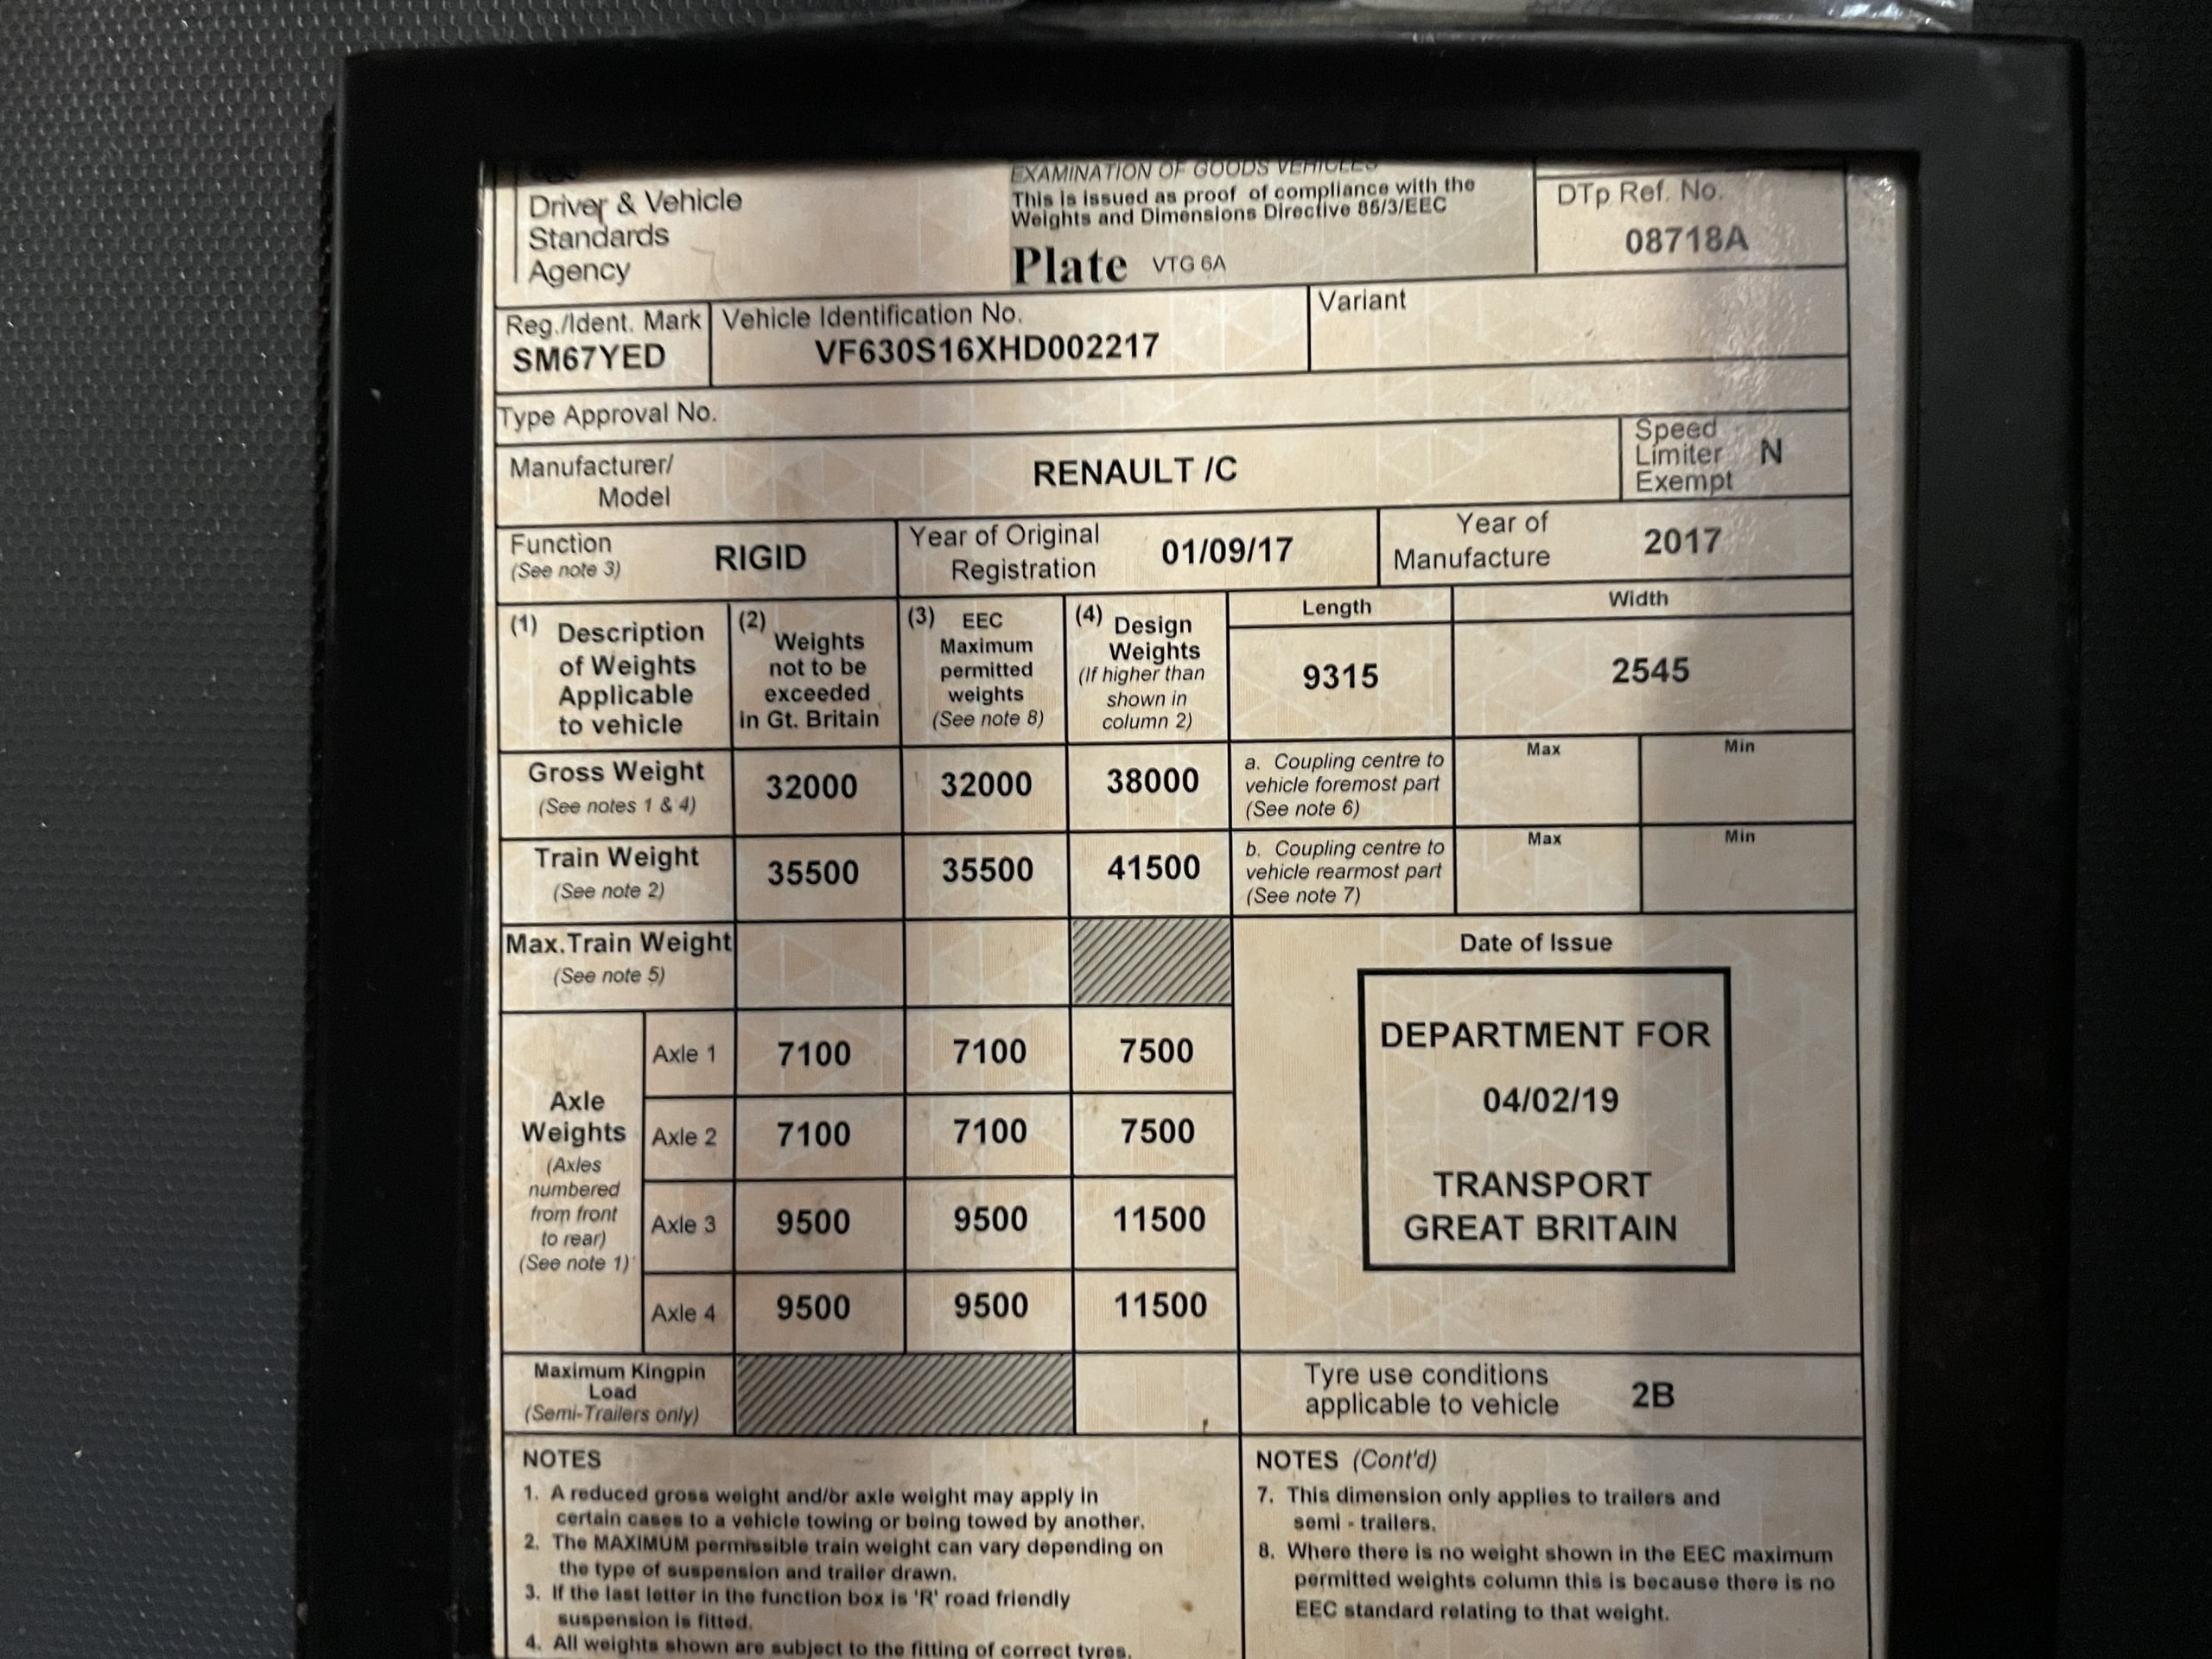 EXAMINATION OF GOODS VEHICLES
This is issued as proof of compliance with the
Weights and Dimensions Directive 85/3/EEC
Plate VTG 6A
Driver & Vehicle
Standards
Agency
DTp Ref. No.
08718A
Reg./Ident. Mark
SM67YED
Vehicle Identification No.
VF630S16XHD002217
Variant
Type Approval No.
Manufacturer/
Model
RENAULT /C
Speed
Limiter
Exempt
N
Function
(See note 3)
RIGID
Year of Original
Registration
01/09/17
Year of
Manufacture
2017
(1) Description
of Weights
Applicable
to vehicle
(2) Weights
not to be
exceeded
in Gt. Britain
(3) EEC
Maximum
permitted
weights
(See note 8)
(4) Design
Weights
(If higher than
shown in
column 2)
Length
9315
Width
2545
Gross Weight
(See notes 1 & 4)
32000
32000
38000
a. Coupling centre to
vehicle foremost part
(See note 6)
Max
Min
Train Weight
(See note 2)
35500
35500
41500
b. Coupling centre to
vehicle rearmost part
(See note 7)
Max
Min
Max.Train Weight
(See note 5)
Date of Issue
DEPARTMENT FOR
04/02/19
TRANSPORT
GREAT BRITAIN
Axle
Weights
(Axles
numbered
from front
to rear)
(See note 1)
Axle 1 7100 7100 7500
Axle 2 7100 7100 7500
Axle 3 9500 9500 11500
Axle 4 9500 9500 11500
Maximum Kingpin
Load
(Semi-Trailers only)
Tyre use conditions
applicable to vehicle
2B
NOTES
1. A reduced gross weight and/or axle weight may apply in
certain cases to a vehicle towing or being towed by another.
2. The MAXIMUM permissible train weight can vary depending on
the type of suspension and trailer drawn.
3. If the last letter in the function box is 'R' road friendly
suspension is fitted.
4. All weights shown are subject to the fitting of correct tyres.
NOTES (Cont'd)
7. This dimension only applies to trailers and
semi - trailers.
8. Where there is no weight shown in the EEC maximum
permitted weights column this is because there is no
EEC standard relating to that weight.